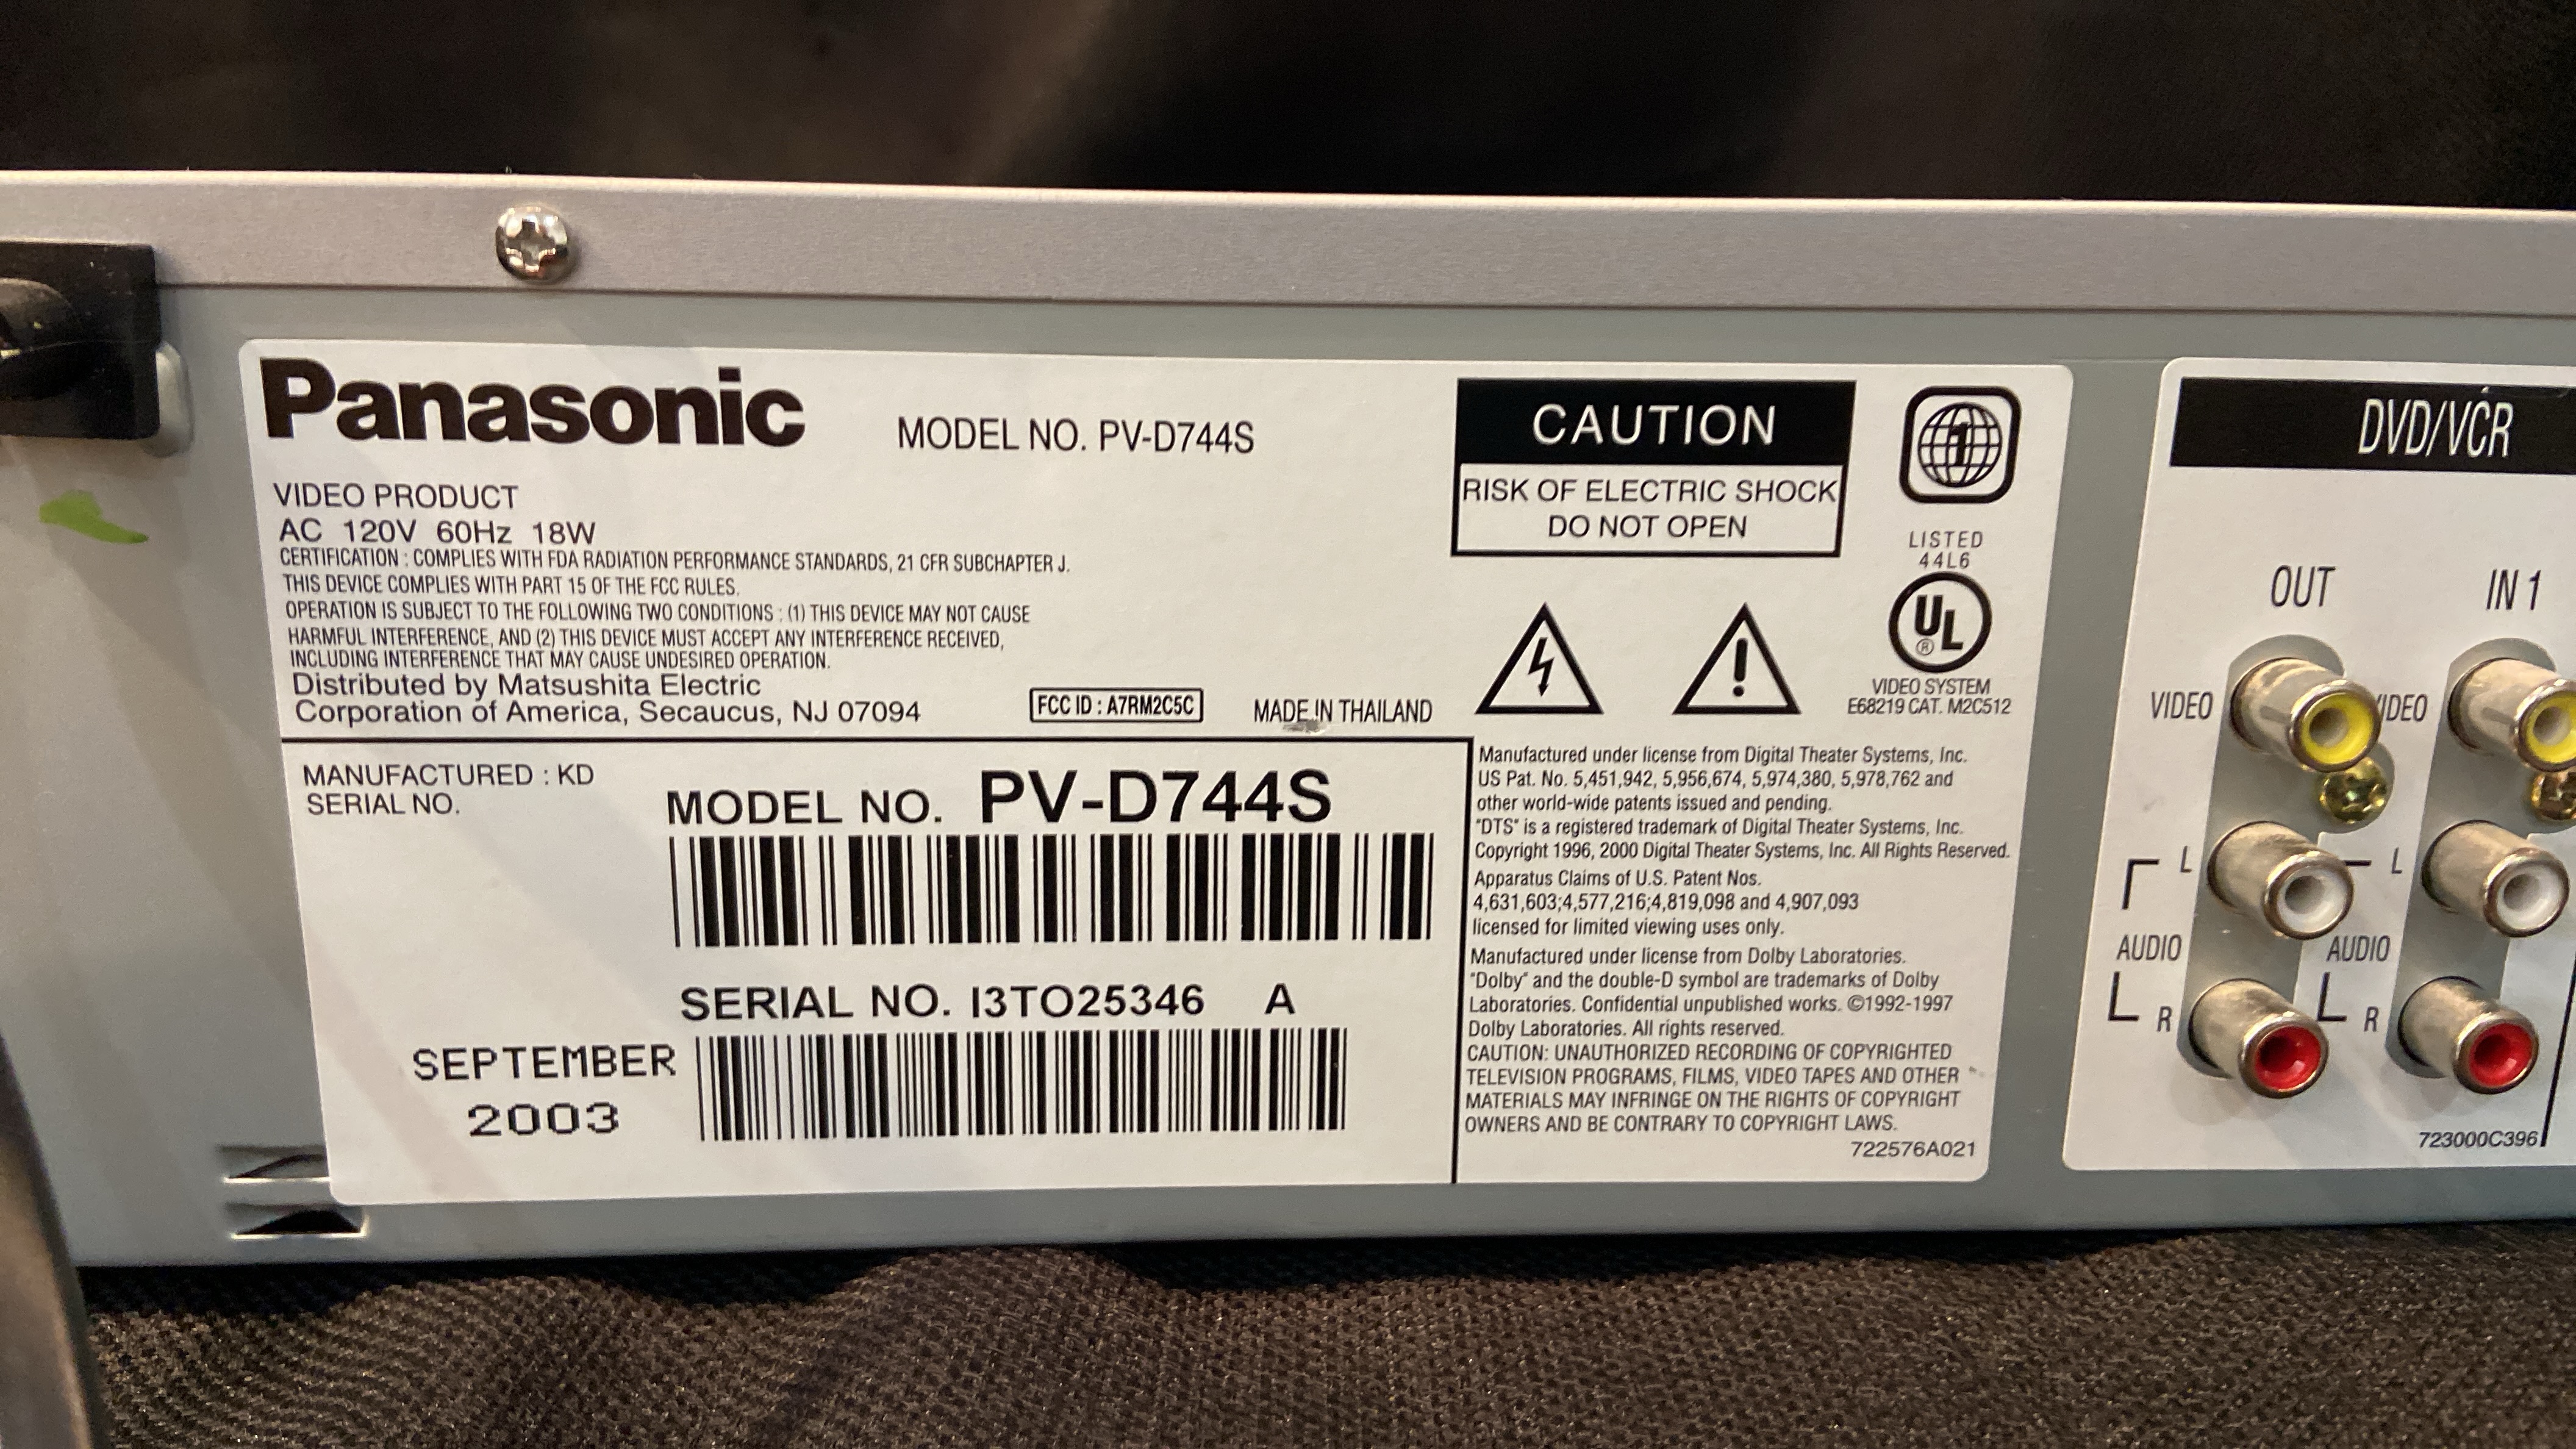 Panasonic
MODEL NO. PV-D744S
VIDEO PRODUCT
AC 120V 60Hz 18W
CERTIFICATION : COMPLIES WITH FDA RADIATION PERFORMANCE STANDARDS, 21 CFR SUBCHAPTER J.
THIS DEVICE COMPLIES WITH PART 15 OF THE FCC RULES.
OPERATION IS SUBJECT TO THE FOLLOWING TWO CONDITIONS : (1) THIS DEVICE MAY NOT CAUSE
HARMFUL INTERFERENCE, AND (2) THIS DEVICE MUST ACCEPT ANY INTERFERENCE RECEIVED,
INCLUDING INTERFERENCE THAT MAY CAUSE UNDESIRED OPERATION.
Distributed by Matsushita Electric
Corporation of America, Secaucus, NJ 07094
FCC ID : A7RM2C5C
MADE IN THAILAND
CAUTION
RISK OF ELECTRIC SHOCK
DO NOT OPEN
1
LISTED
44L6
UL
®
VIDEO SYSTEM
E68219 CAT. M2C512
MANUFACTURED : KD
SERIAL NO.
MODEL NO. PV-D744S
SERIAL NO. I3TO25346 A
SEPTEMBER
2003
Manufactured under license from Digital Theater Systems, Inc.
US Pat. No. 5,451,942, 5,956,674, 5,974,380, 5,978,762 and
other world-wide patents issued and pending.
"DTS" is a registered trademark of Digital Theater Systems, Inc.
Copyright 1996, 2000 Digital Theater Systems, Inc. All Rights Reserved.
Apparatus Claims of U.S. Patent Nos.
4,631,603;4,577,216;4,819,098 and 4,907,093
licensed for limited viewing uses only.
Manufactured under license from Dolby Laboratories.
"Dolby" and the double-D symbol are trademarks of Dolby
Laboratories. Confidential unpublished works. ©1992-1997
Dolby Laboratories. All rights reserved.
CAUTION: UNAUTHORIZED RECORDING OF COPYRIGHTED
TELEVISION PROGRAMS, FILMS, VIDEO TAPES AND OTHER
MATERIALS MAY INFRINGE ON THE RIGHTS OF COPYRIGHT
OWNERS AND BE CONTRARY TO COPYRIGHT LAWS.
722576A021
DVD/VCR
OUT IN 1
VIDEO VIDEO
L L
AUDIO AUDIO
R R
723000C396